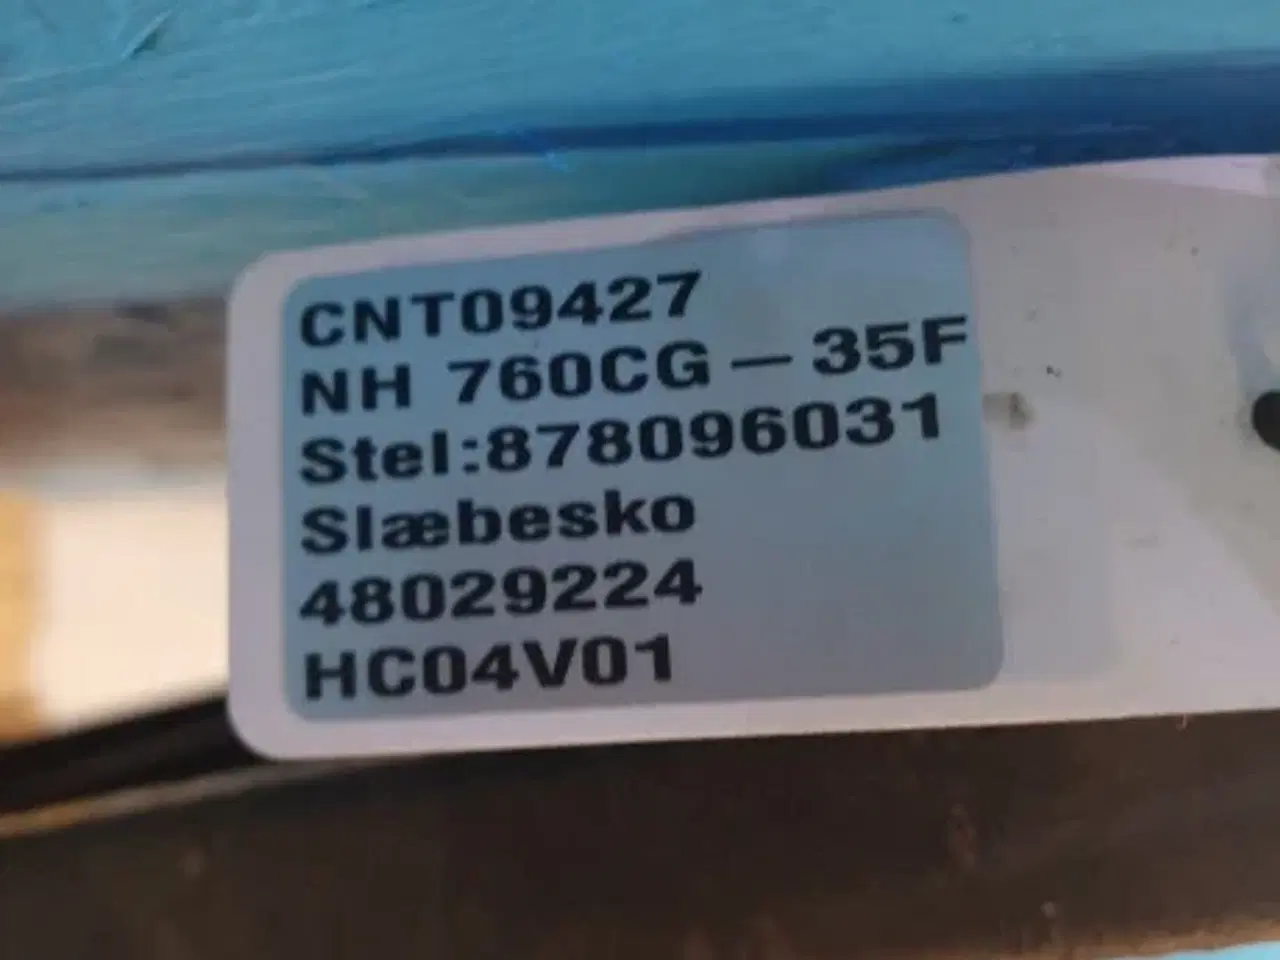 CNT09427
NH 760CG – 35F
Stel:878096031
Slæbesko
48029224
HC04V01